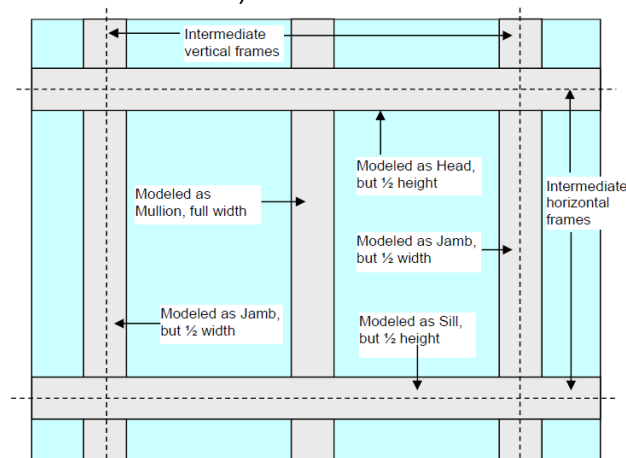 Intermediate
vertical frames
Modeled as Head,
but ½ height
Modeled as
Mullion, full width
Intermediate
horizontal
frames
Modeled as Jamb,
but ½ width
Modeled as Jamb,
but ½ width
Modeled as Sill,
but ½ height